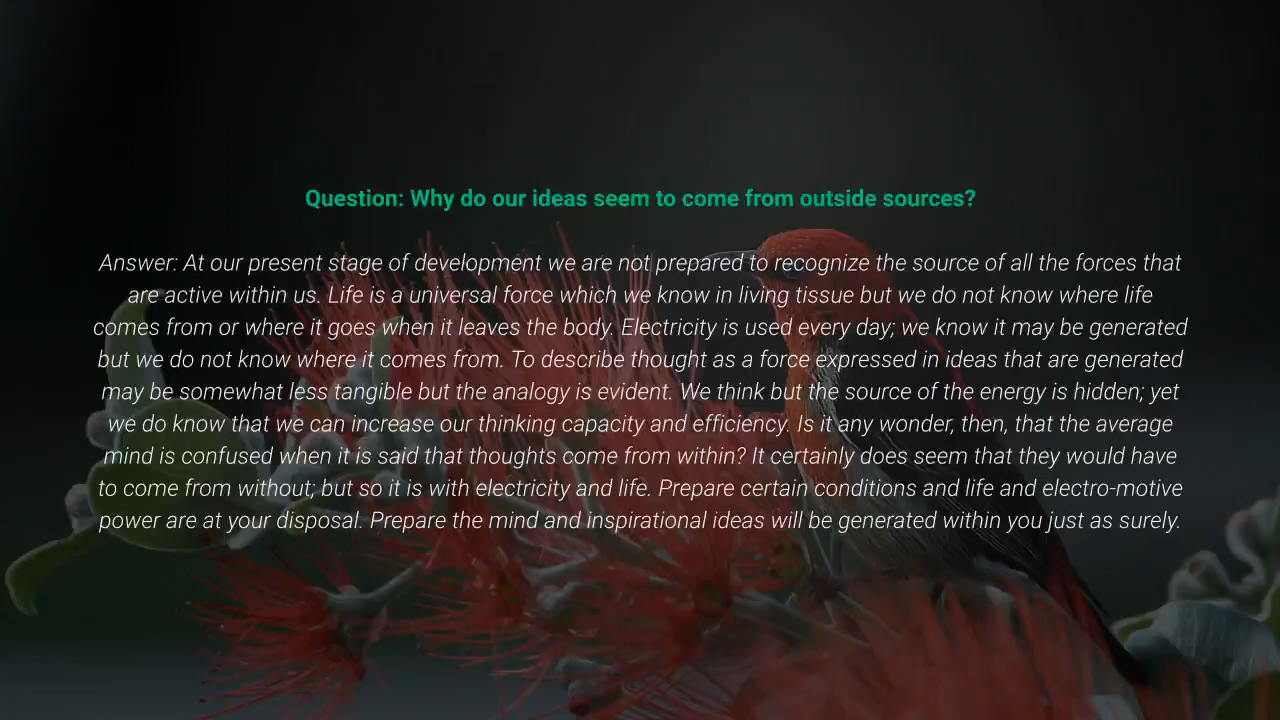 Question: Why do our ideas seem to come from outside sources?
Answer: At our present stage of development we are not prepared to recognize the source of all the forces that
are active within us. Life is a universal force which we know in living tissue but we do not know where life
comes from or where it goes when it leaves the body. Electricity is used every day; we know it may be generated
but we do not know where it comes from. To describe thought as a force expressed in ideas that are generated
may be somewhat less tangible but the analogy is evident. We think but the source of the energy is hidden; yet
we do know that we can increase our thinking capacity and efficiency. Is it any wonder, then, that the average
mind is confused when it is said that thoughts come from within? It certainly does seem that they would have
to come from without; but so it is with electricity and life. Prepare certain conditions and life and electro-motive
power are at your disposal. Prepare the mind and inspirational ideas will be generated within you just as surely.